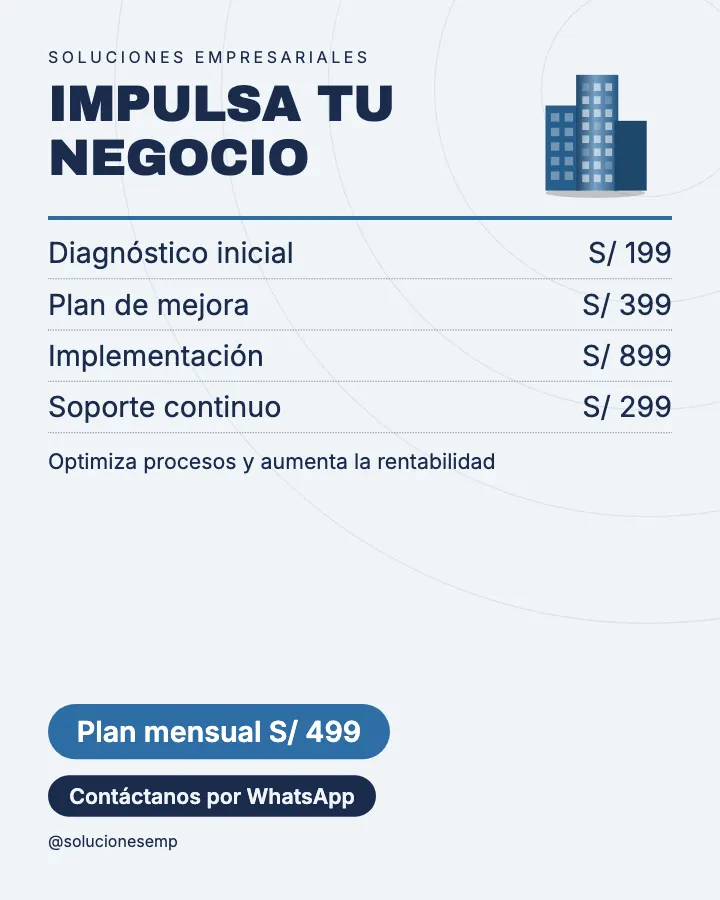 SOLUCIONES EMPRESARIALES
IMPULSA TU
NEGOCIO
Diagnóstico inicial S/ 199
Plan de mejora S/ 399
Implementación S/ 899
Soporte continuo S/ 299
Optimiza procesos y aumenta la rentabilidad
Plan mensual S/ 499
Contáctanos por WhatsApp
@solucionesemp